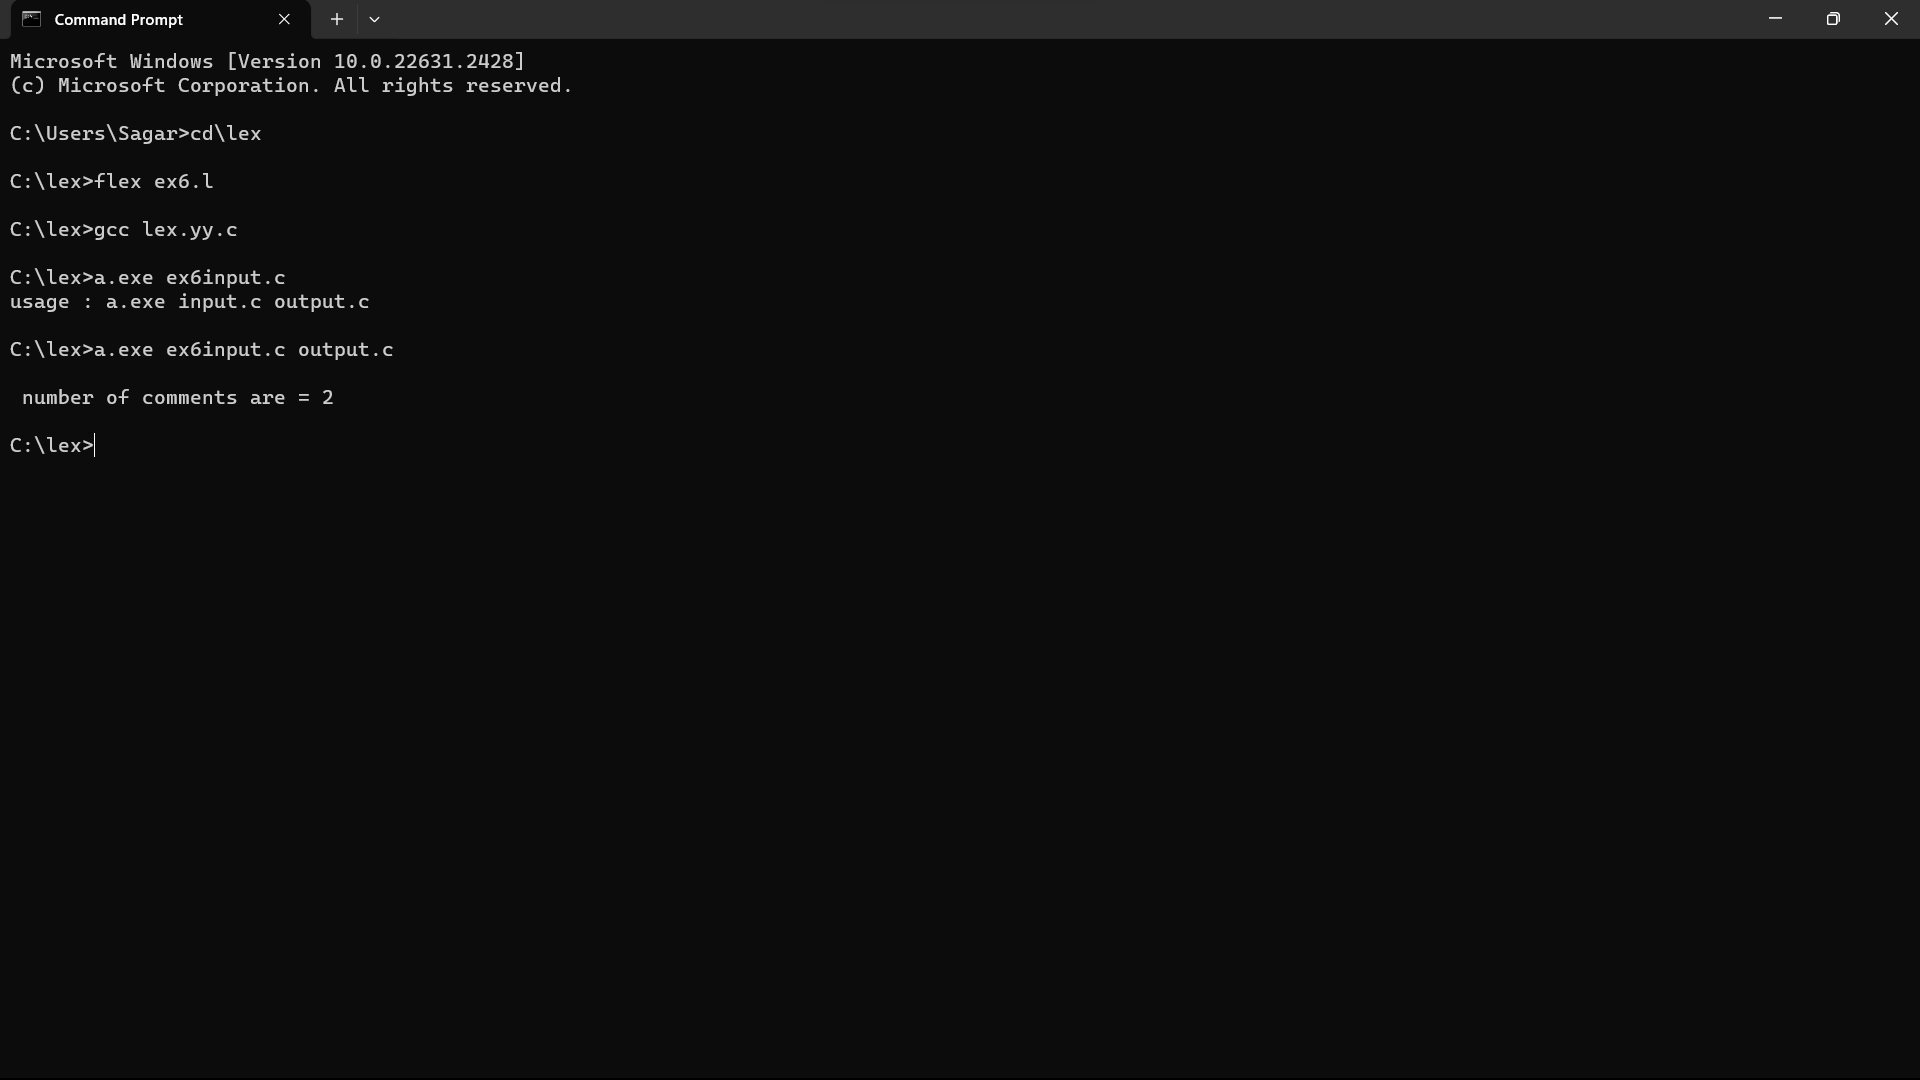 Command Prompt
Microsoft Windows [Version 10.0.22631.2428]
(c) Microsoft Corporation. All rights reserved.
C:\Users\Sagar>cd\lex
C:\lex>flex ex6.l
C:\lex>gcc lex.yy.c
C:\lex>a.exe ex6input.c
usage : a.exe input.c output.c
C:\lex>a.exe ex6input.c output.c
 number of comments are = 2
C:\lex>